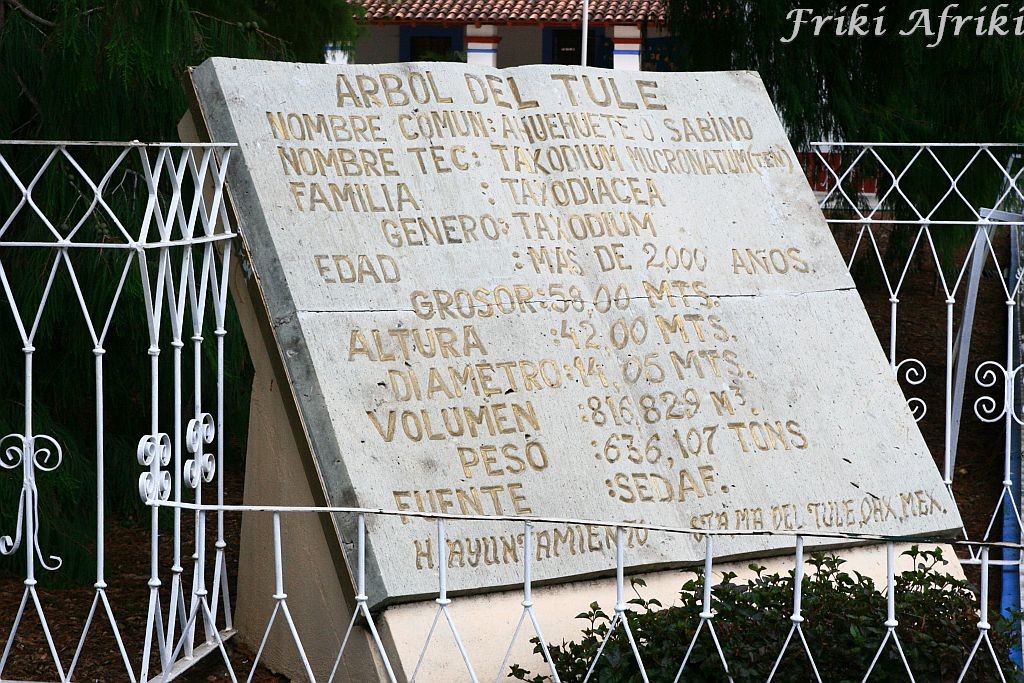 Friki Afriki
ARBOL DEL TULE
NOMBRE COMUN: AHUEHUETE O. SABINO
NOMBRE TEC: TAXODIUM MUCRONATUM(TEN)
FAMILIA : TAXODIACEA
GENERO: TAXODIUM
EDAD : MAS DE 2,000 AÑOS.
GROSOR: 58,00 MTS.
ALTURA : 42,00 MTS.
DIAMETRO: 14,05 MTS.
VOLUMEN : 816,829 M³.
PESO : 636,107 TONS
FUENTE : SEDAF.
H. AYUNTAMIENTO STA MA DEL TULE, OAX, MEX.